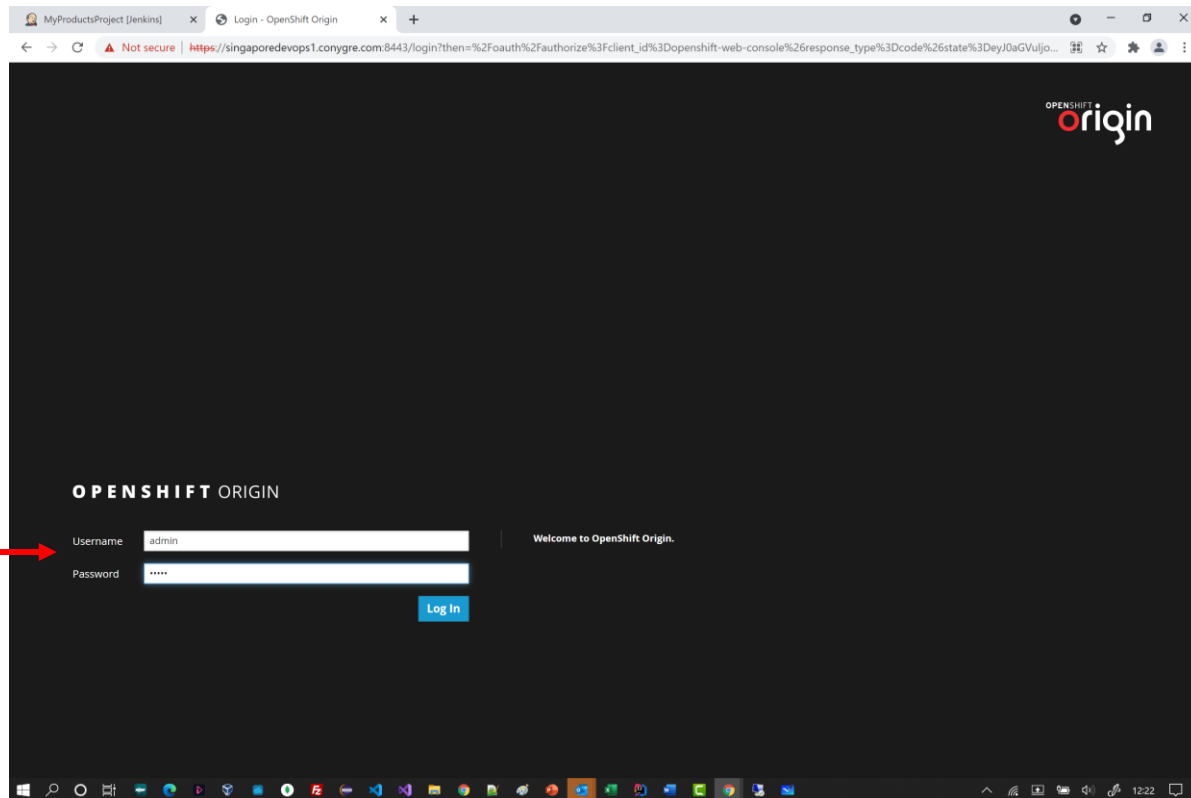 MyProductsProject [Jenkins]
Login - OpenShift Origin
Not secure
https://singaporedevops1.conygre.com:8443/login?then=%2Foauth%2Fauthorize%3Fclient_id%3Dopenshift-web-console%26response_type%3Dcode%26state%3DeyJ0aGVuIjo...
OPENSHIFT
origin
OPENSHIFT ORIGIN
Username
admin
Welcome to OpenShift Origin.
Password
•••••
Log In
12:22